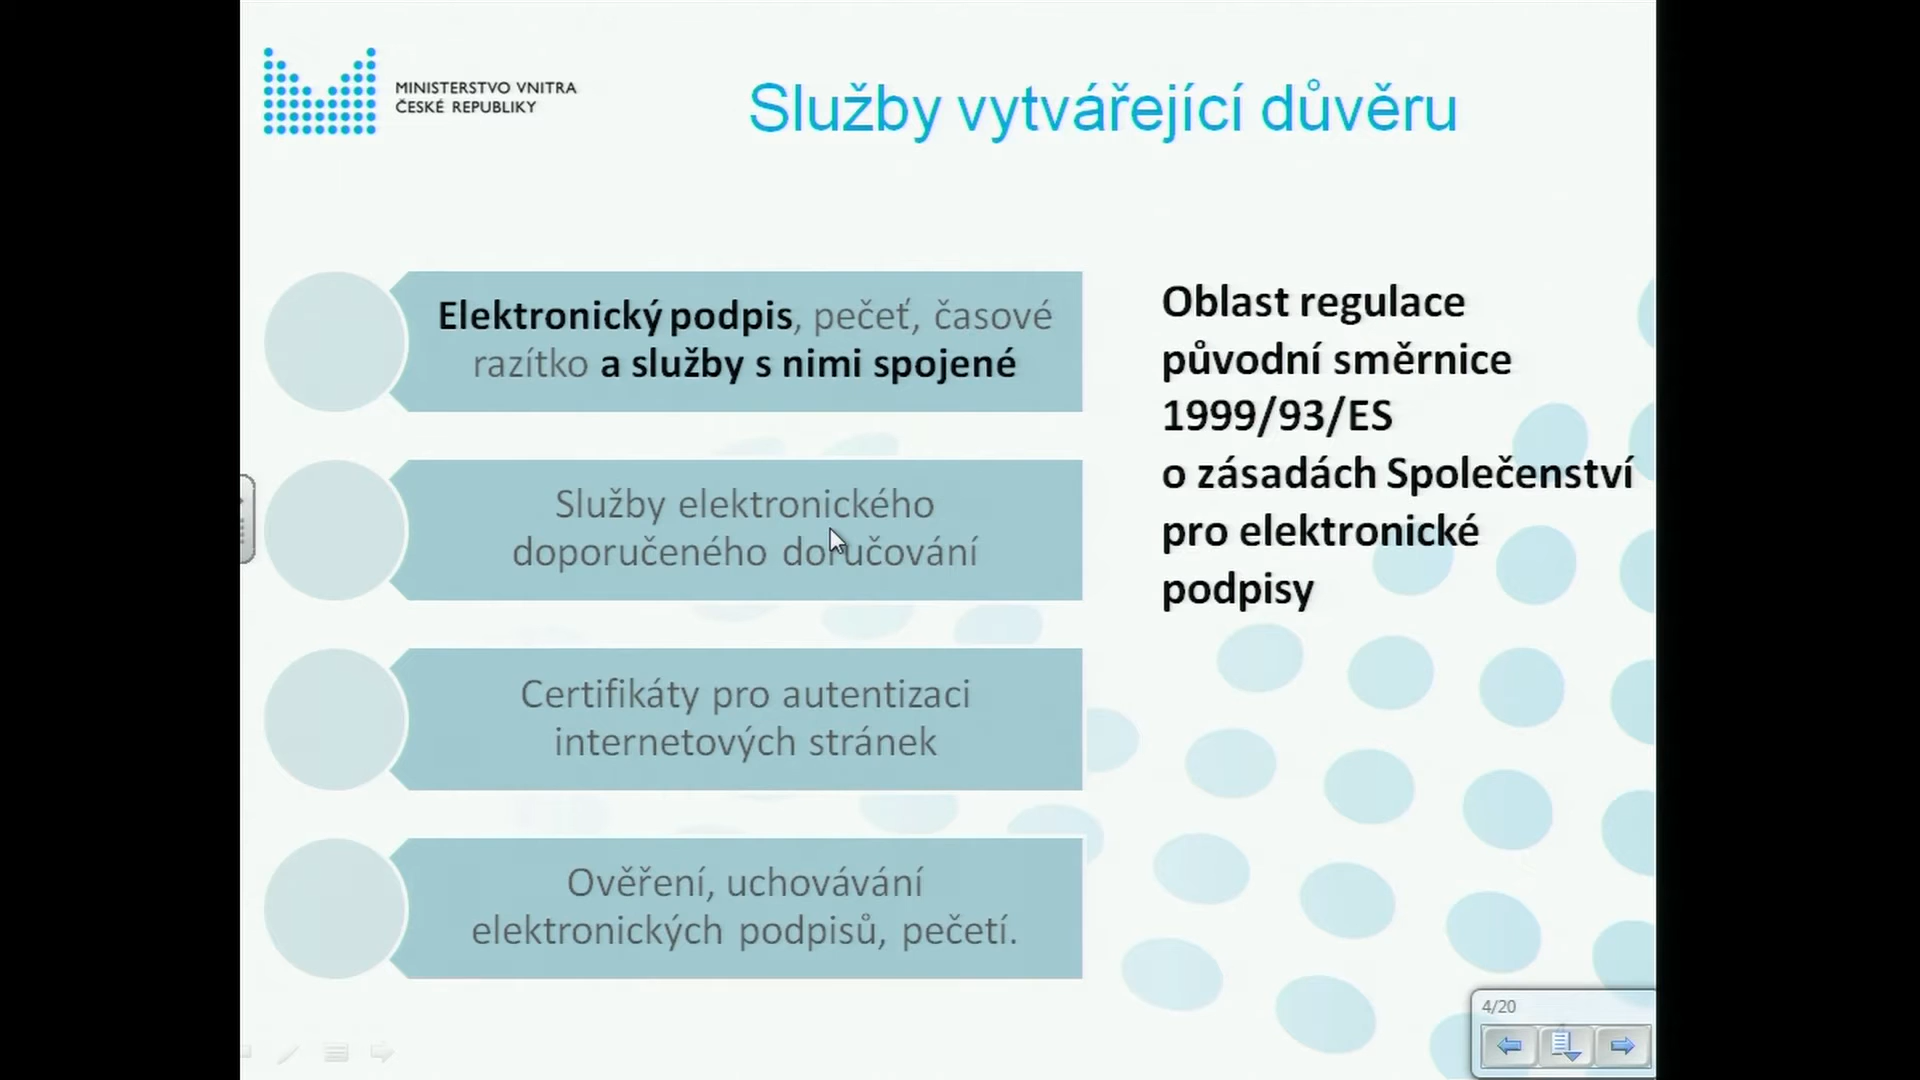 MINISTERSTVO VNITRA
ČESKÉ REPUBLIKY
Služby vytvářející důvěru
Elektronický podpis, pečeť, časové
razítko a služby s nimi spojené
Služby elektronického
doporučeného doručování
Certifikáty pro autentizaci
internetových stránek
Ověření, uchovávání
elektronických podpisů, pečetí.
Oblast regulace
původní směrnice
1999/93/ES
o zásadách Společenství
pro elektronické
podpisy
4/20